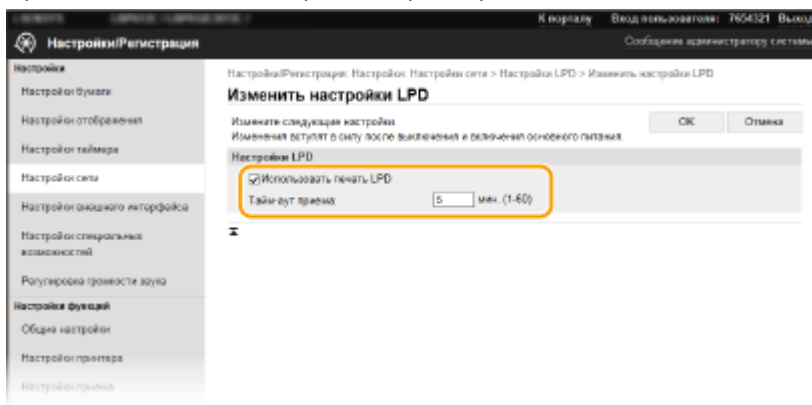 К порталу Вход пользователя: 7654321 Выход
Настройки/Регистрация
Сообщение администратору системы
Настройки
Настройки бумаги
Настройки отображения
Настройки таймера
Настройки сети
Настройки внешнего интерфейса
Настройки специальных
возможностей
Регулировка громкости звука
Настройки функций
Общие настройки
Настройки принтера
Настройки приема
Настройка/Регистрация: Настройки: Настройки сети > Настройки LPD > Изменить настройки LPD
Изменить настройки LPD
Измените следующие настройки.
Изменения вступят в силу после выключения и включения основного питания.
OK Отмена
Настройки LPD
Использовать печать LPD
Тайм-аут приема: 5 мин. (1-60)